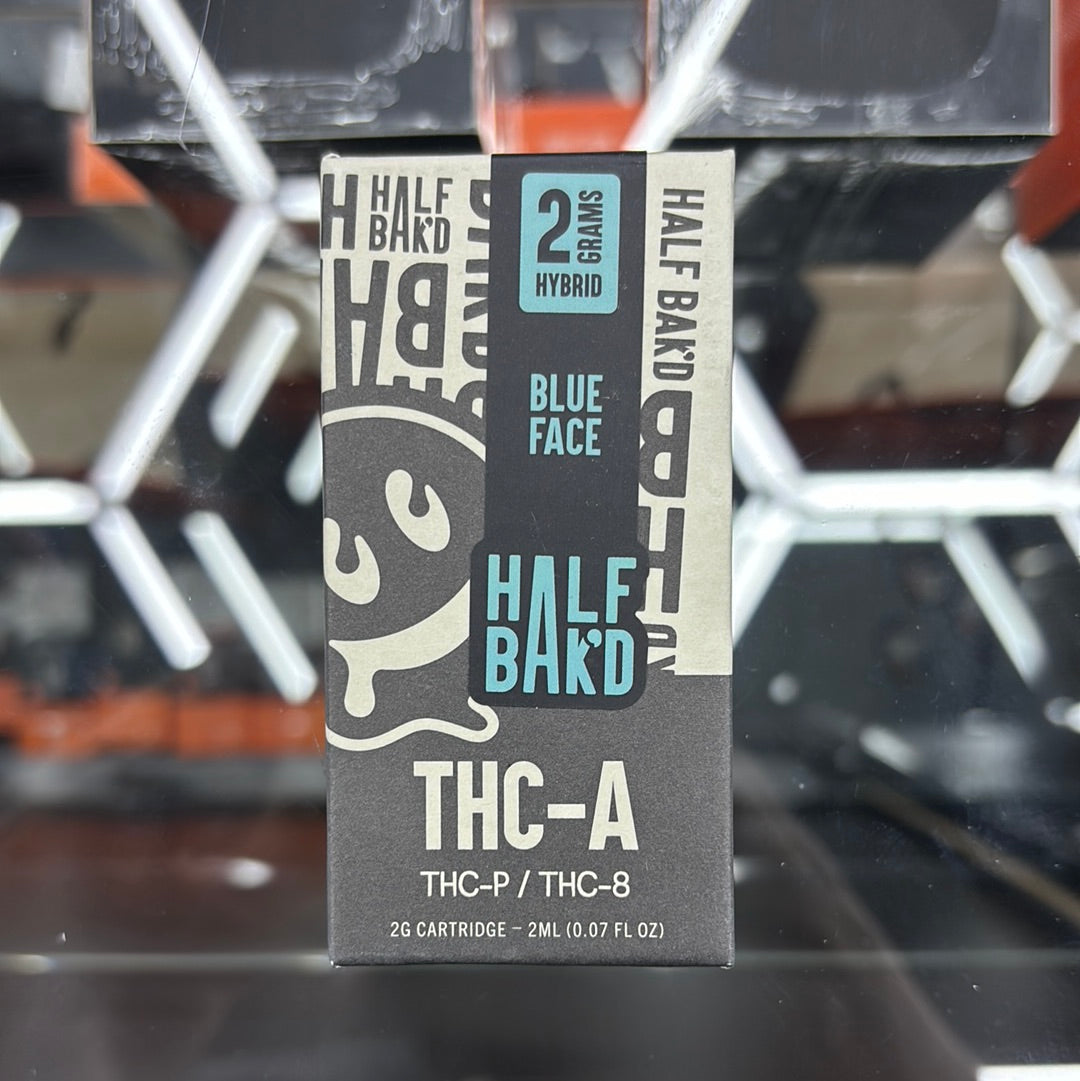 HALF
BAK'D
2
GRAMS
HYBRID
HALF BAK'D
BLUE
FACE
HALF
BAK'D
THC-A
THC-P / THC-8
2G CARTRIDGE – 2ML (0.07 FL OZ)